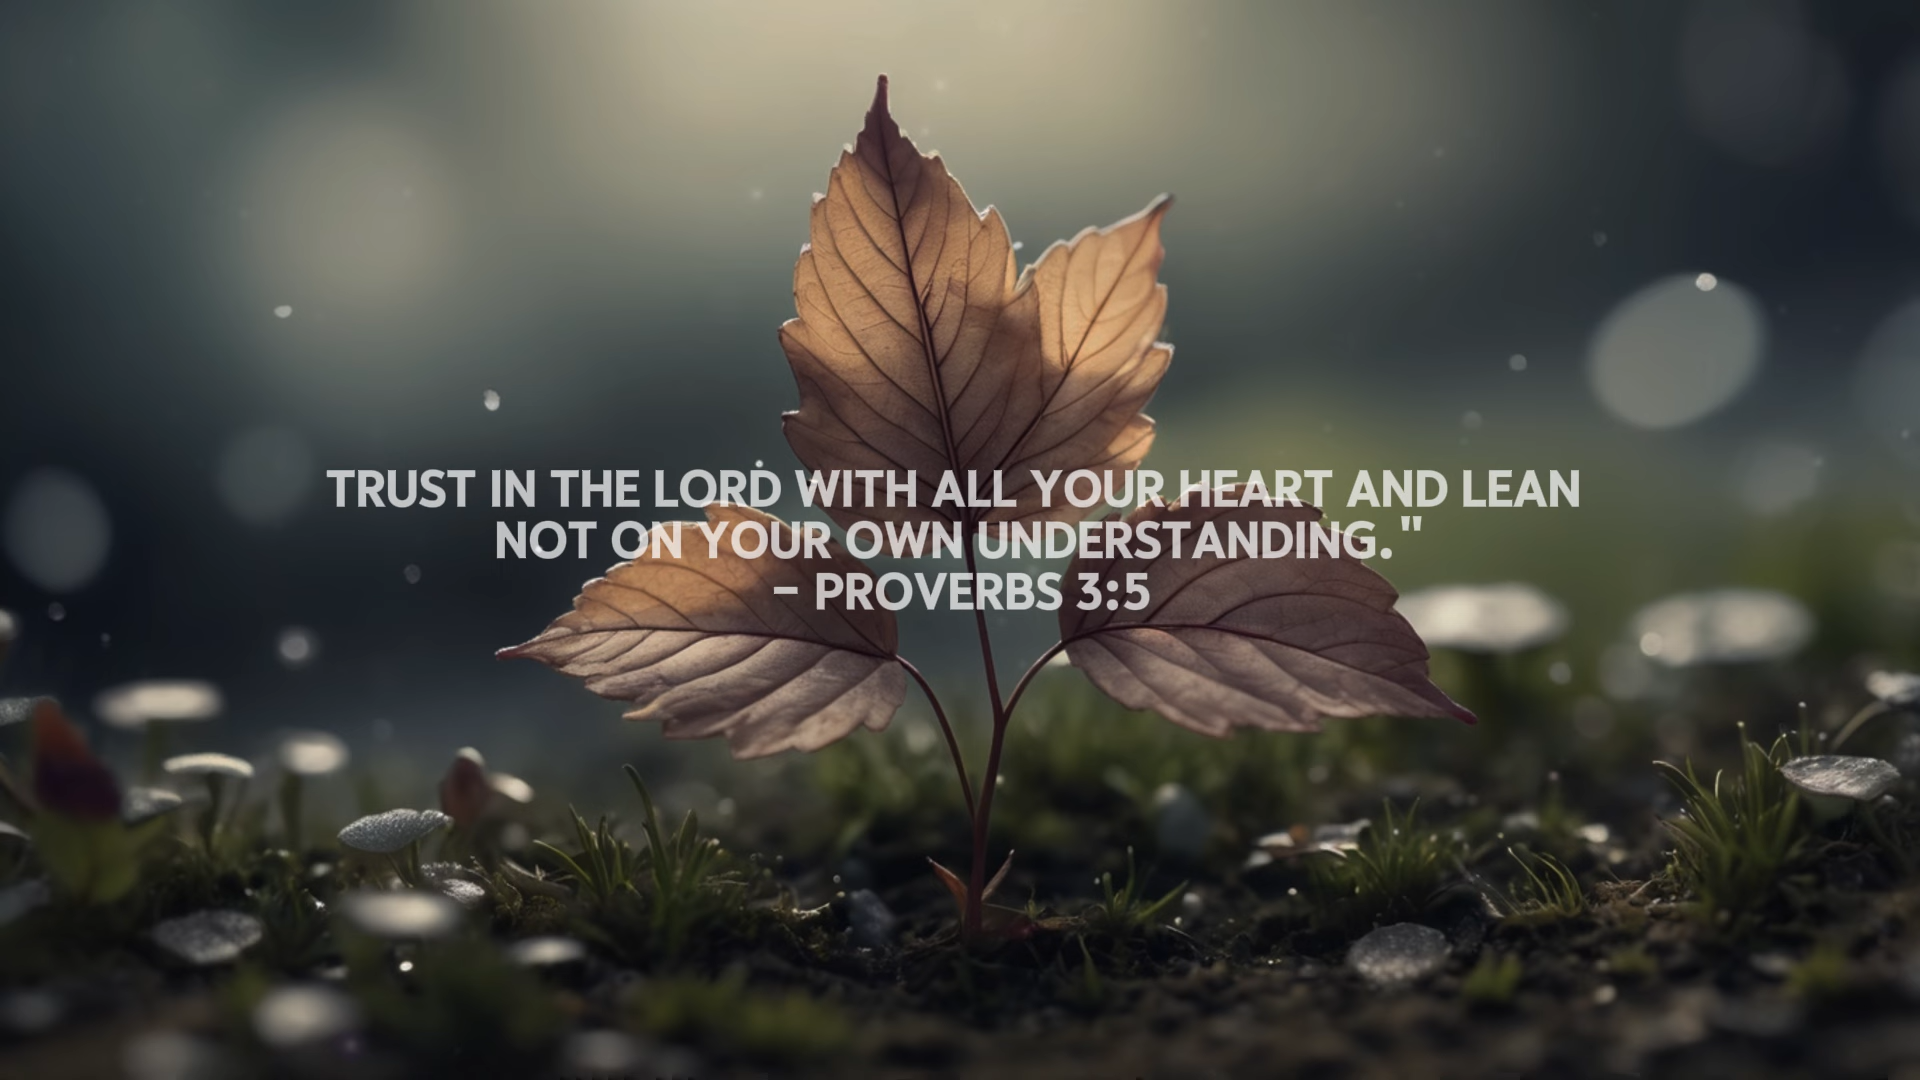 TRUST IN THE LORD WITH ALL YOUR HEART AND LEAN
NOT ON YOUR OWN UNDERSTANDING."
– PROVERBS 3:5